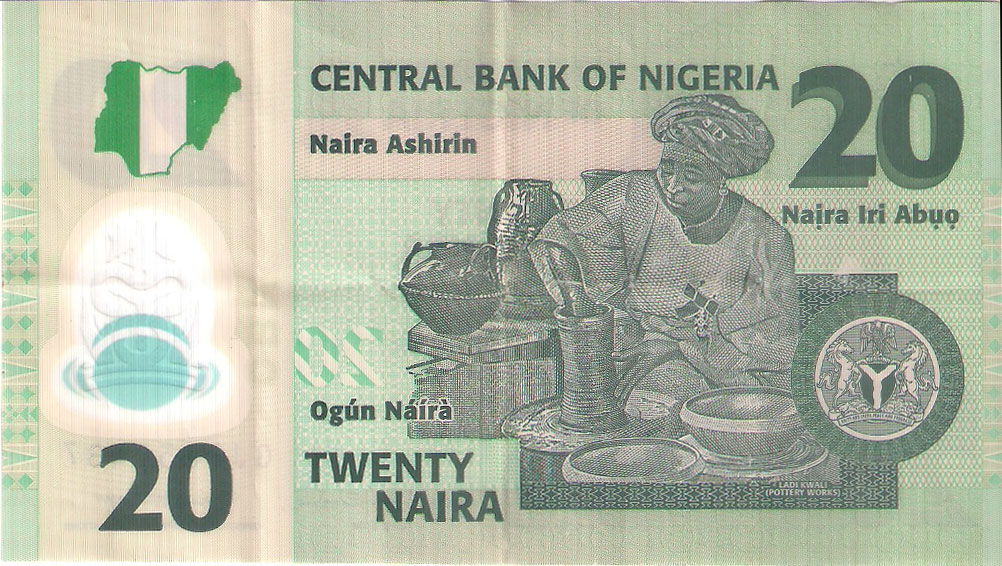 CENTRAL BANK OF NIGERIA
20
Naira Ashirin
Naịra Iri Abụọ
Ogún Náírà
TWENTY
NAIRA
20
LADI KWALI
(POTTERY WORKS)